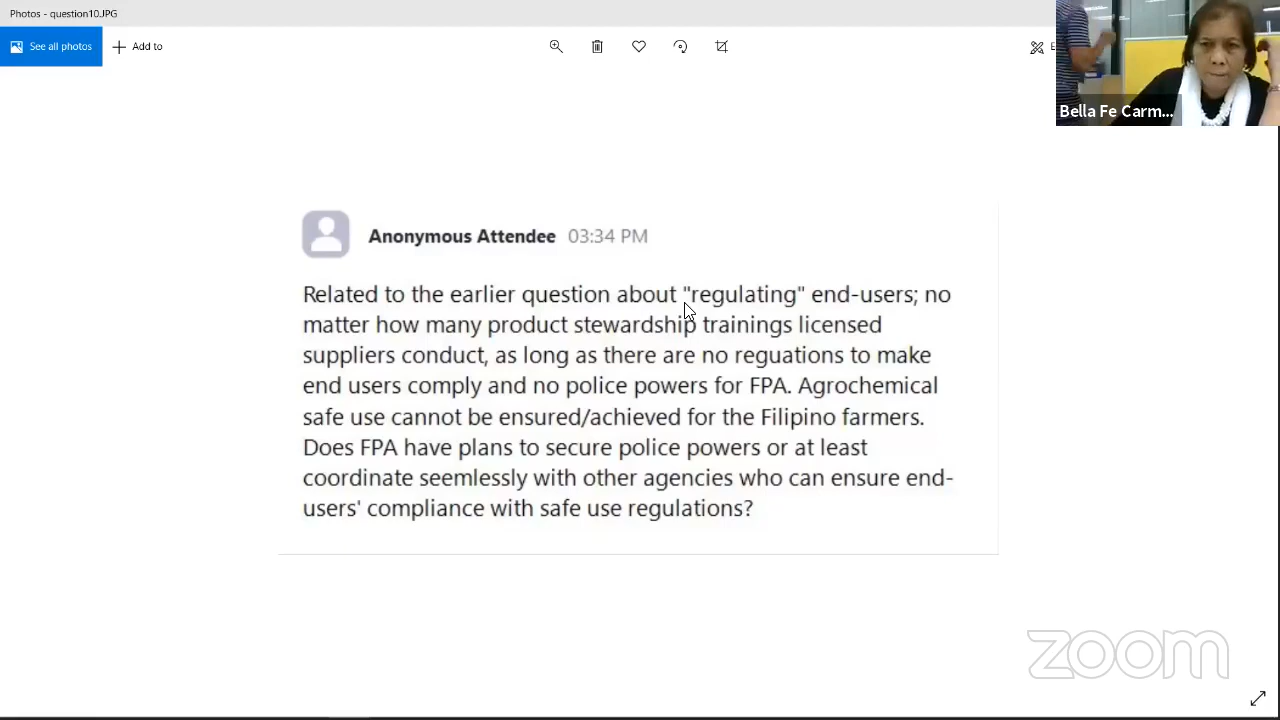 Photos - question10.JPG
See all photos
Add to
Bella Fe Carm...
Anonymous Attendee 03:34 PM
Related to the earlier question about "regulating" end-users; no
matter how many product stewardship trainings licensed
suppliers conduct, as long as there are no reguations to make
end users comply and no police powers for FPA. Agrochemical
safe use cannot be ensured/achieved for the Filipino farmers.
Does FPA have plans to secure police powers or at least
coordinate seemlessly with other agencies who can ensure end-
users' compliance with safe use regulations?
zoom